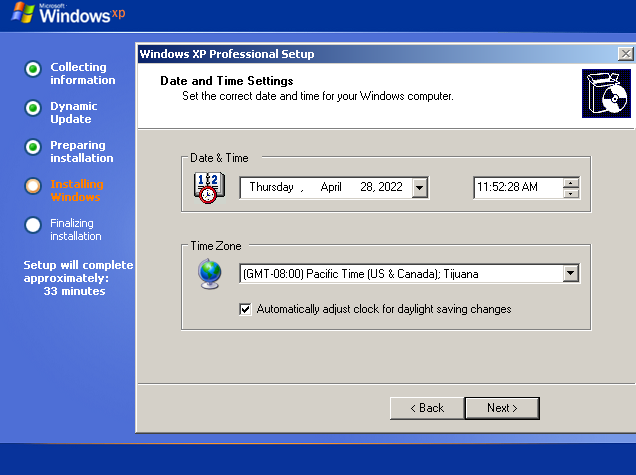 Microsoft
Windows xp
Collecting
information
Dynamic
Update
Preparing
installation
Installing
Windows
Finalizing
installation
Setup will complete
approximately:
33 minutes
Windows XP Professional Setup
Date and Time Settings
Set the correct date and time for your Windows computer.
Date & Time
12
Thursday , April 28, 2022
11:52:28 AM
Time Zone
(GMT-08:00) Pacific Time (US & Canada); Tijuana
Automatically adjust clock for daylight saving changes
< Back
Next >